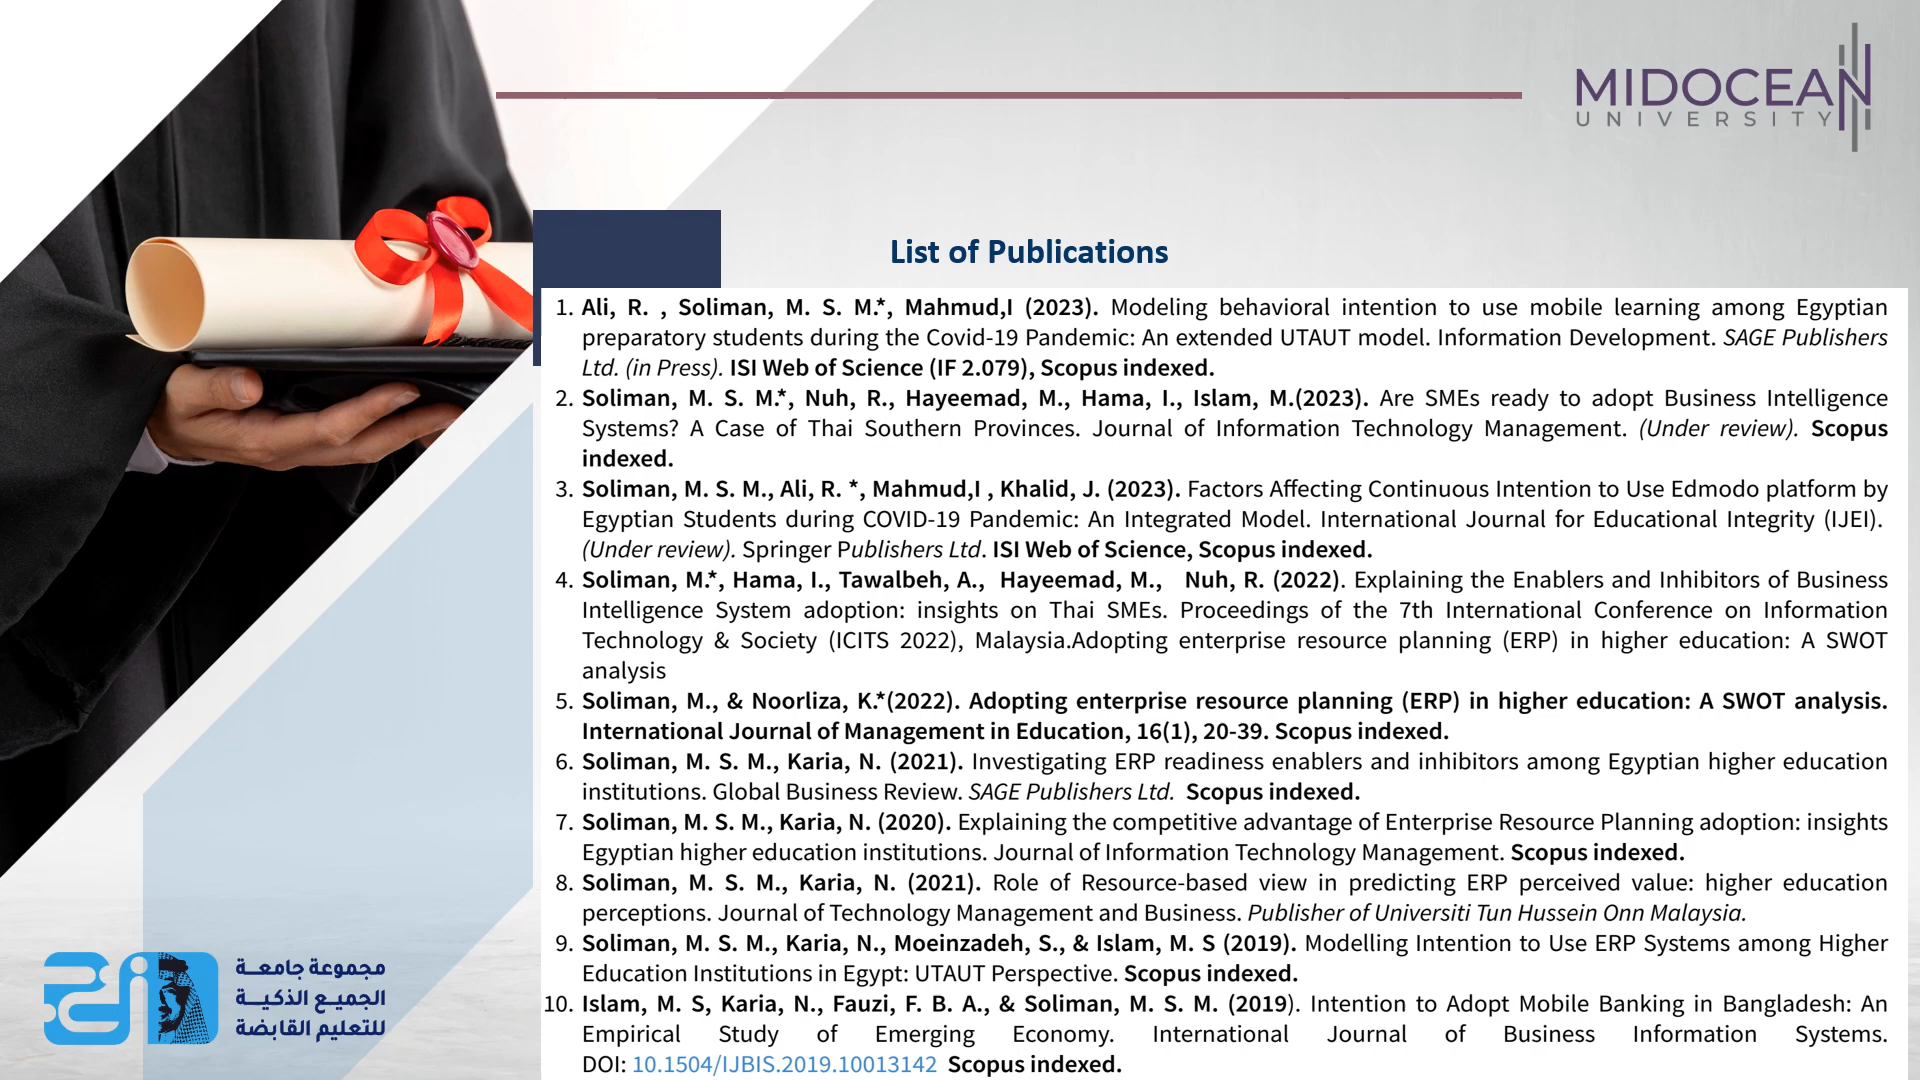 MIDOCEAN
UNIVERSITY
List of Publications
1. Ali, R. , Soliman, M. S. M.*, Mahmud,I (2023). Modeling behavioral intention to use mobile learning among Egyptian
preparatory students during the Covid-19 Pandemic: An extended UTAUT model. Information Development. SAGE Publishers
Ltd. (in Press). ISI Web of Science (IF 2.079), Scopus indexed.
2. Soliman, M. S. M.*, Nuh, R., Hayeemad, M., Hama, I., Islam, M.(2023). Are SMEs ready to adopt Business Intelligence
Systems? A Case of Thai Southern Provinces. Journal of Information Technology Management. (Under review). Scopus
indexed.
3. Soliman, M. S. M., Ali, R. *, Mahmud,I , Khalid, J. (2023). Factors Affecting Continuous Intention to Use Edmodo platform by
Egyptian Students during COVID-19 Pandemic: An Integrated Model. International Journal for Educational Integrity (IJEI).
(Under review). Springer Publishers Ltd. ISI Web of Science, Scopus indexed.
4. Soliman, M.*, Hama, I., Tawalbeh, A., Hayeemad, M., Nuh, R. (2022). Explaining the Enablers and Inhibitors of Business
Intelligence System adoption: insights on Thai SMEs. Proceedings of the 7th International Conference on Information
Technology & Society (ICITS 2022), Malaysia.Adopting enterprise resource planning (ERP) in higher education: A SWOT
analysis
5. Soliman, M., & Noorliza, K.*(2022). Adopting enterprise resource planning (ERP) in higher education: A SWOT analysis.
International Journal of Management in Education, 16(1), 20-39. Scopus indexed.
6. Soliman, M. S. M., Karia, N. (2021). Investigating ERP readiness enablers and inhibitors among Egyptian higher education
institutions. Global Business Review. SAGE Publishers Ltd. Scopus indexed.
7. Soliman, M. S. M., Karia, N. (2020). Explaining the competitive advantage of Enterprise Resource Planning adoption: insights
Egyptian higher education institutions. Journal of Information Technology Management. Scopus indexed.
8. Soliman, M. S. M., Karia, N. (2021). Role of Resource-based view in predicting ERP perceived value: higher education
perceptions. Journal of Technology Management and Business. Publisher of Universiti Tun Hussein Onn Malaysia.
9. Soliman, M. S. M., Karia, N., Moeinzadeh, S., & Islam, M. S (2019). Modelling Intention to Use ERP Systems among Higher
Education Institutions in Egypt: UTAUT Perspective. Scopus indexed.
10. Islam, M. S, Karia, N., Fauzi, F. B. A., & Soliman, M. S. M. (2019). Intention to Adopt Mobile Banking in Bangladesh: An
Empirical Study of Emerging Economy. International Journal of Business Information Systems.
DOI: 10.1504/IJBIS.2019.10013142 Scopus indexed.
مجموعة جامعة
الجميع الذكية
للتعليم القابضة